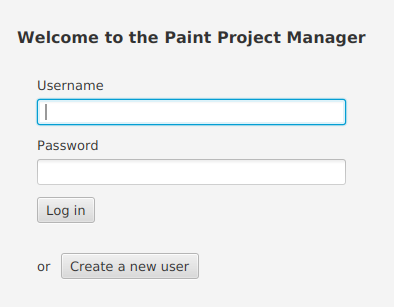 Welcome to the Paint Project Manager
Username
Password
Log in
or Create a new user